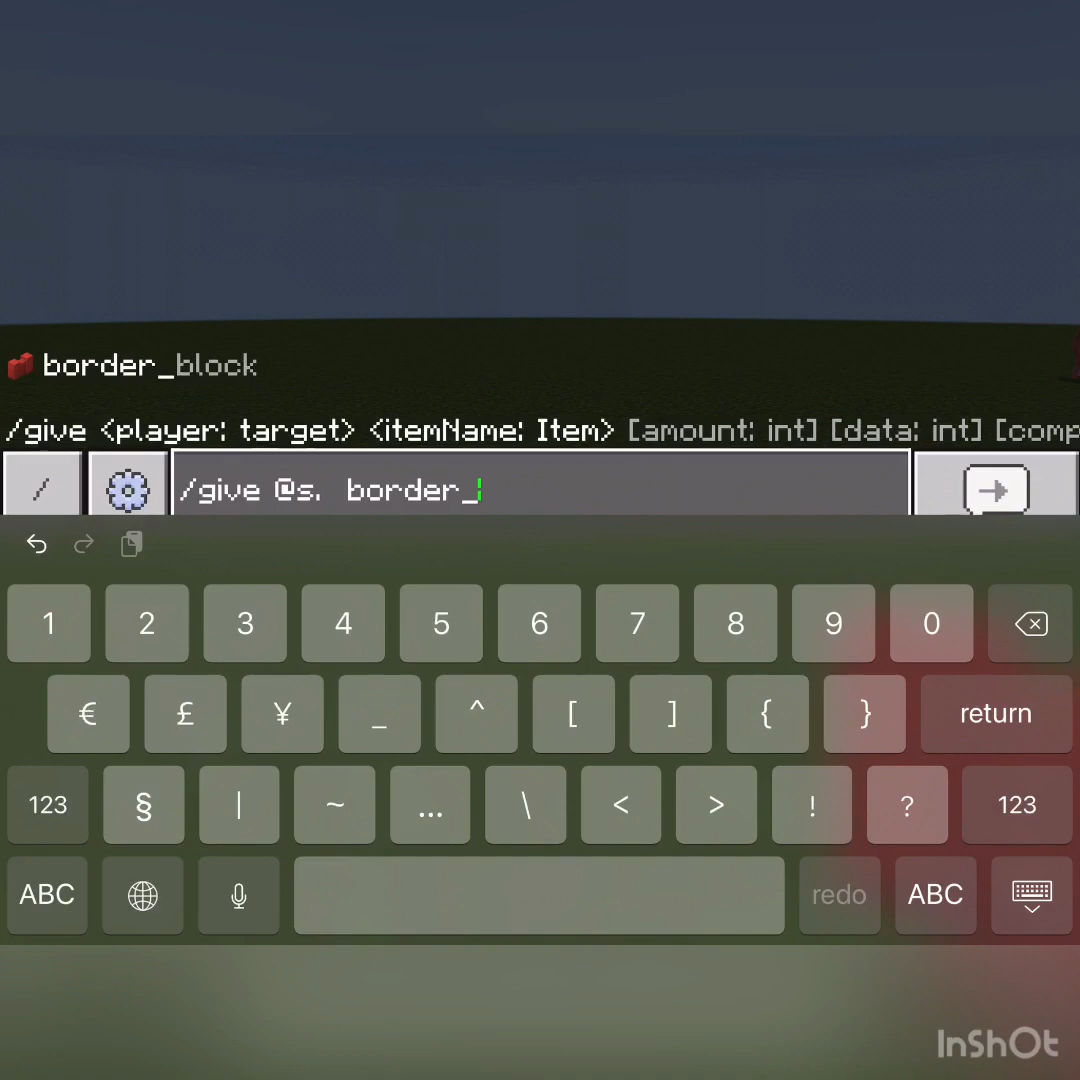 border_block
/give <player: target> <itemName: Item> [amount: int] [data: int] [comp
/ /give @s.  border_
1 2 3 4 5 6 7 8 9 0
€ £ ¥ _ ^ [ ] { } return
123 § | ~ ... \ < > ! ? 123
ABC redo ABC
InShOt